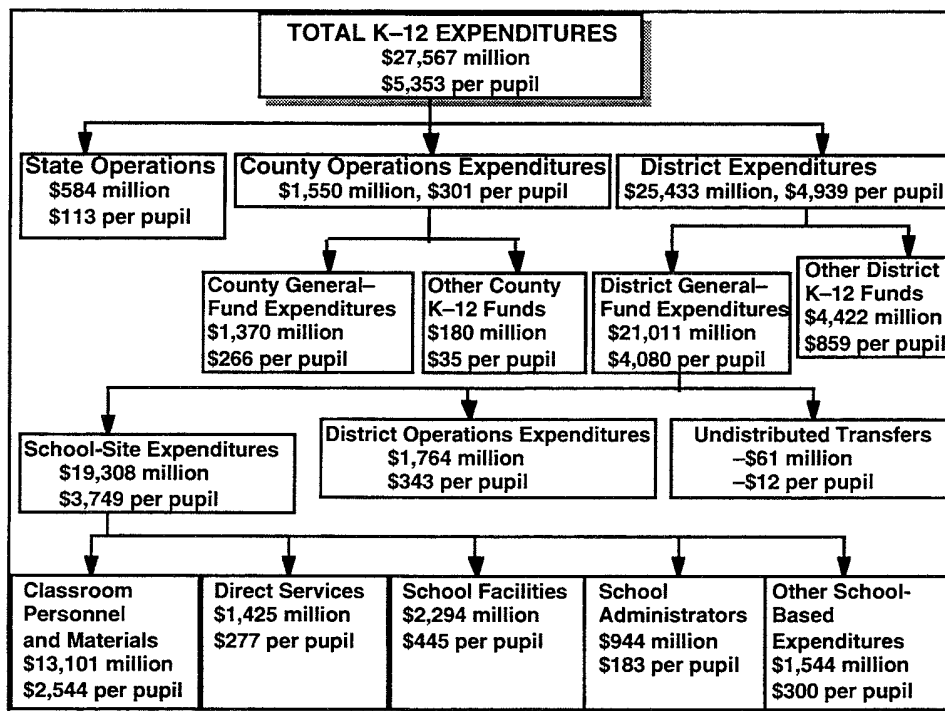 TOTAL K–12 EXPENDITURES
$27,567 million
$5,353 per pupil
State Operations
$584 million
$113 per pupil
County Operations Expenditures
$1,550 million, $301 per pupil
District Expenditures
$25,433 million, $4,939 per pupil
County General–
Fund Expenditures
$1,370 million
$266 per pupil
Other County
K–12 Funds
$180 million
$35 per pupil
District General–
Fund Expenditures
$21,011 million
$4,080 per pupil
Other District
K–12 Funds
$4,422 million
$859 per pupil
School-Site Expenditures
$19,308 million
$3,749 per pupil
District Operations Expenditures
$1,764 million
$343 per pupil
Undistributed Transfers
–$61 million
–$12 per pupil
Classroom
Personnel
and Materials
$13,101 million
$2,544 per pupil
Direct Services
$1,425 million
$277 per pupil
School Facilities
$2,294 million
$445 per pupil
School
Administrators
$944 million
$183 per pupil
Other School-
Based
Expenditures
$1,544 million
$300 per pupil